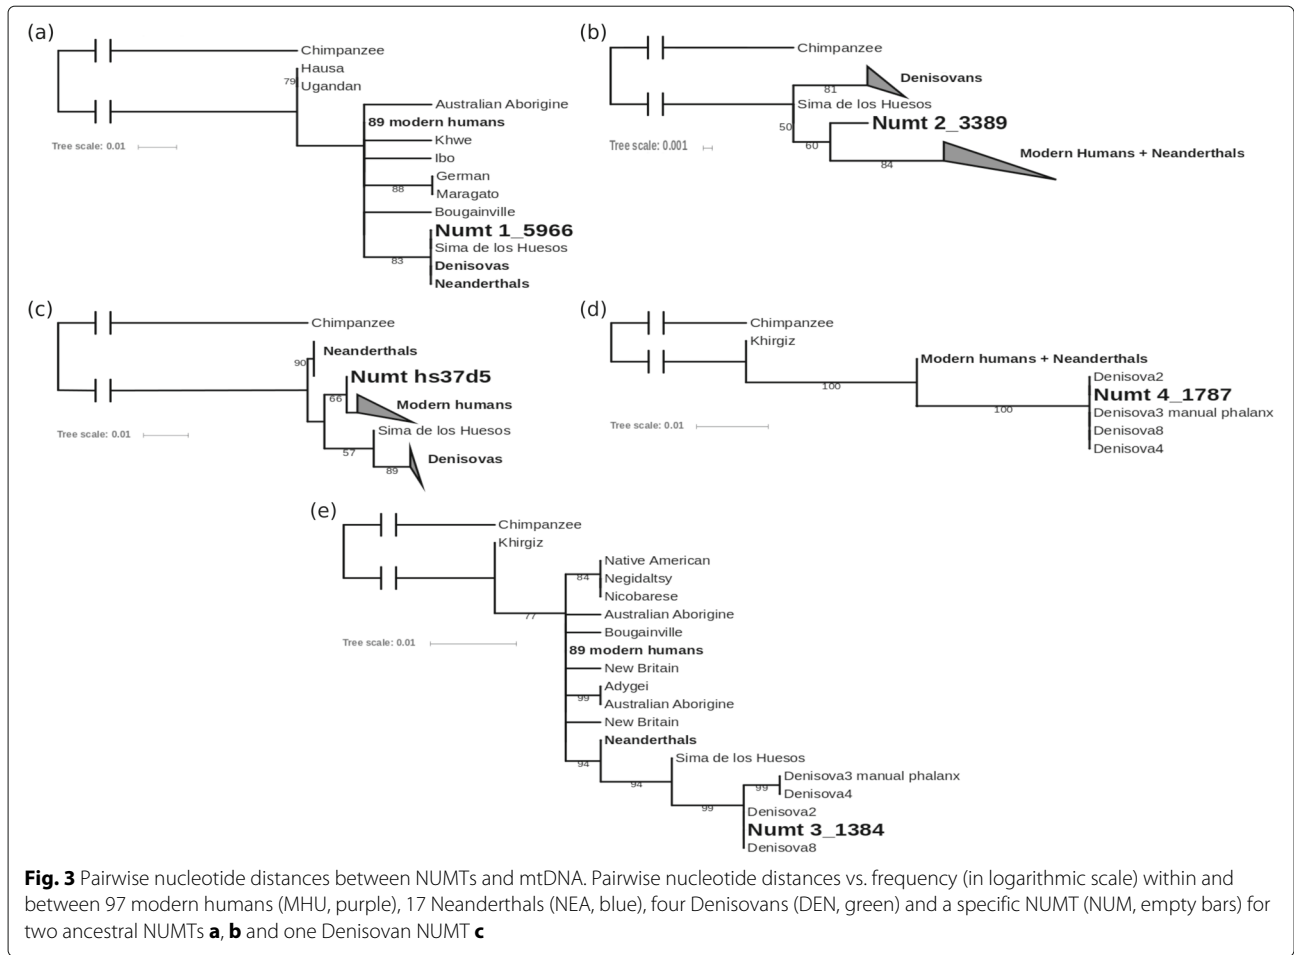 (a)
Chimpanzee
Hausa
79
Ugandan
Australian Aborigine
89 modern humans
Khwe
Ibo
German
88
Maragato
Bougainville
Numt 1_5966
Sima de los Huesos
83
Denisovas
Neanderthals
Tree scale: 0.01
(b)
Chimpanzee
Denisovans
81
Sima de los Huesos
50
Numt 2_3389
60
Modern Humans + Neanderthals
84
Tree scale: 0.001
(c)
Chimpanzee
Neanderthals
90
Numt hs37d5
66
Modern humans
Sima de los Huesos
57
Denisovas
89
Tree scale: 0.01
(d)
Chimpanzee
Khirgiz
Modern humans + Neanderthals
100
Denisova2
Numt 4_1787
100
Denisova3 manual phalanx
Denisova8
Denisova4
Tree scale: 0.01
(e)
Chimpanzee
Khirgiz
Native American
84
Negidaltsy
Nicobarese
77
Australian Aborigine
Bougainville
Tree scale: 0.01
89 modern humans
New Britain
Adygei
99
Australian Aborigine
New Britain
Neanderthals
94
Sima de los Huesos
94
Denisova3 manual phalanx
99
Denisova4
99
Denisova2
Numt 3_1384
Denisova8
Fig. 3 Pairwise nucleotide distances between NUMTs and mtDNA. Pairwise nucleotide distances vs. frequency (in logarithmic scale) within and
between 97 modern humans (MHU, purple), 17 Neanderthals (NEA, blue), four Denisovans (DEN, green) and a specific NUMT (NUM, empty bars) for
two ancestral NUMTs a, b and one Denisovan NUMT c